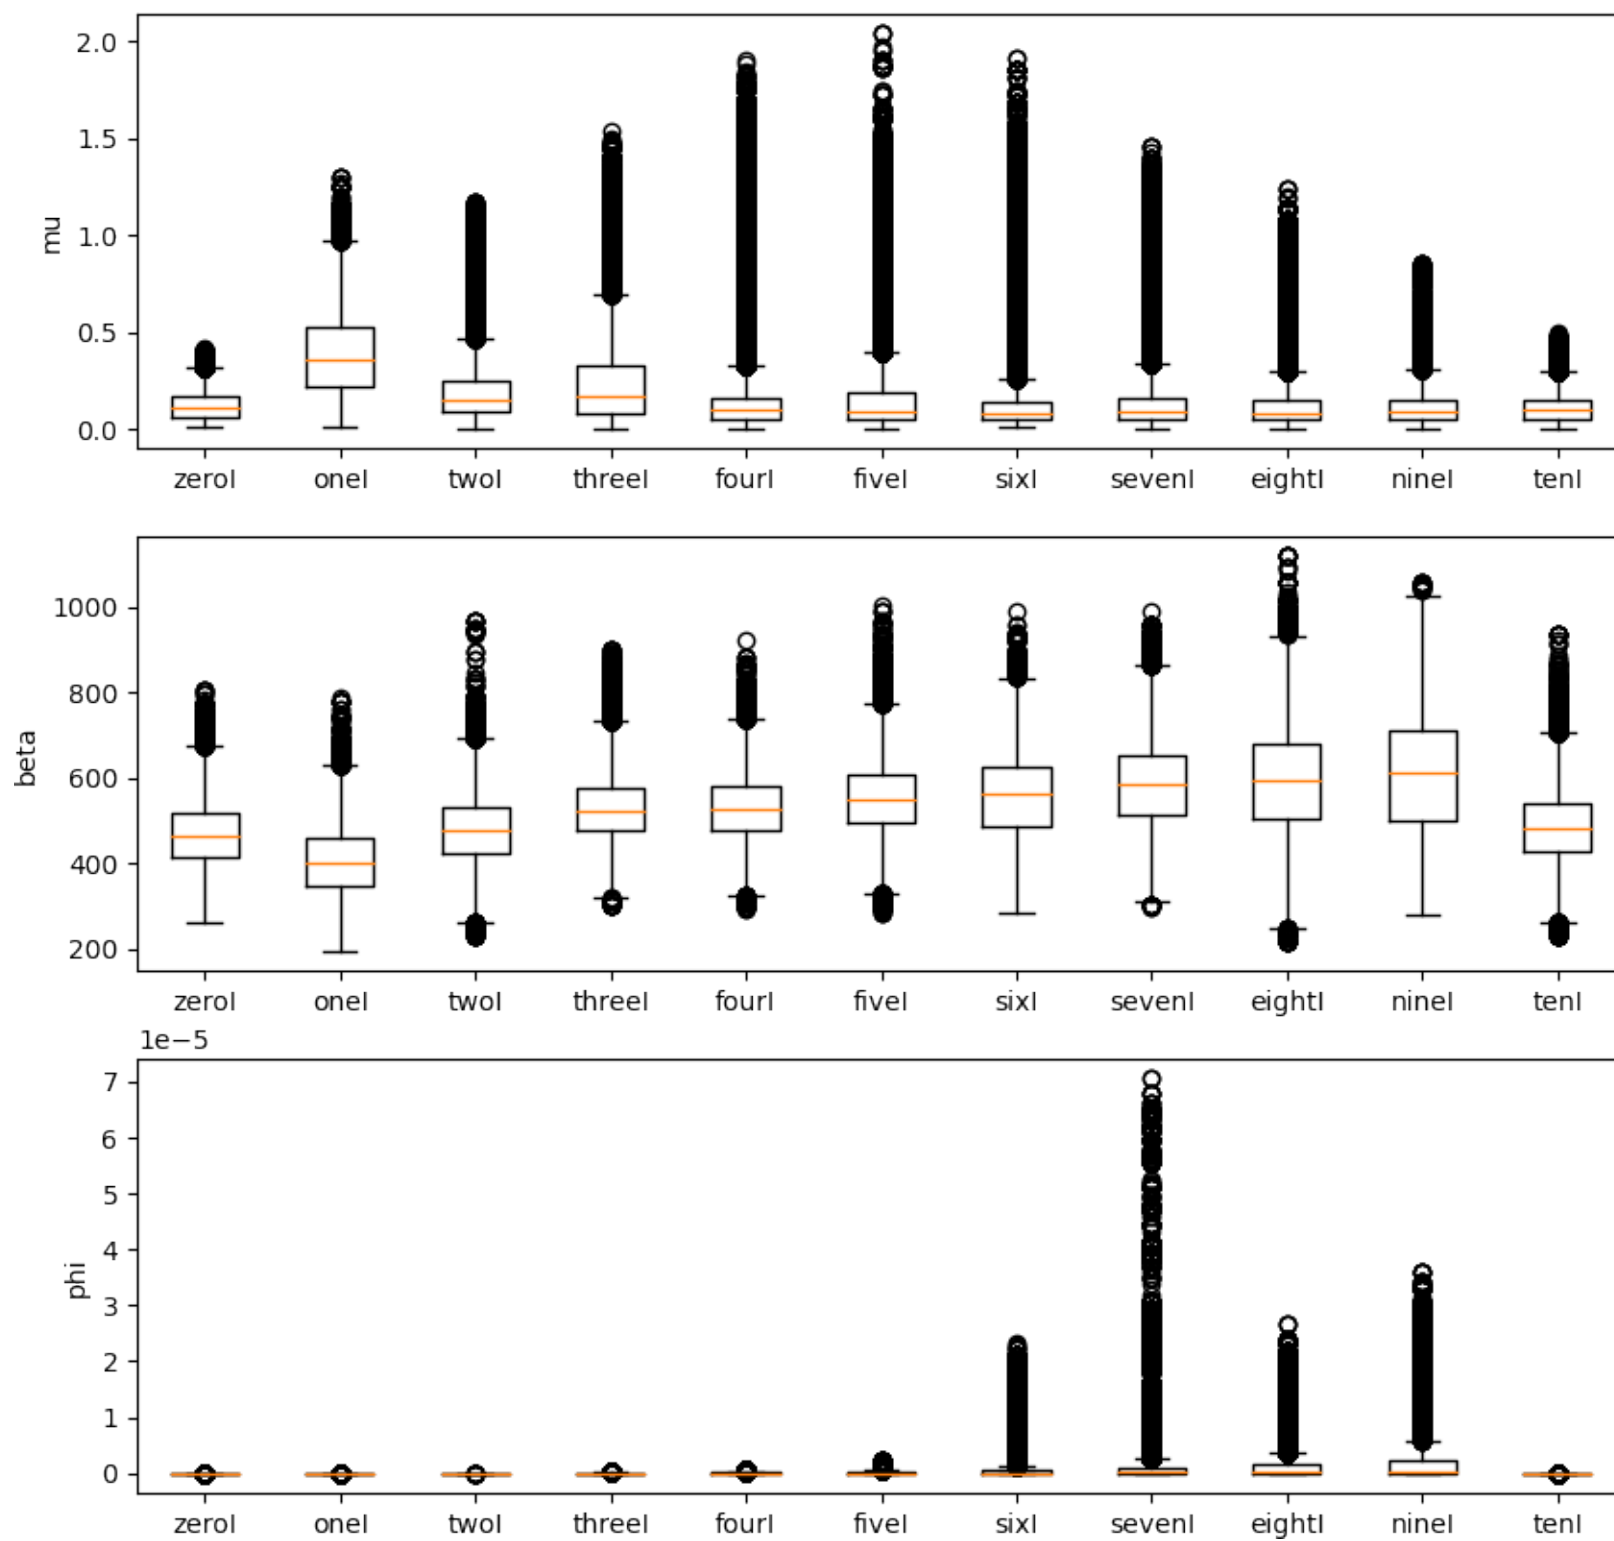 2.0
1.5
1.0
0.5
0.0
mu
zeroI oneI twoI threeI fourI fiveI sixI sevenI eightI nineI tenI
1000
800
600
400
200
beta
zeroI oneI twoI threeI fourI fiveI sixI sevenI eightI nineI tenI
1e−5
7
6
5
4
3
2
1
0
phi
zeroI oneI twoI threeI fourI fiveI sixI sevenI eightI nineI tenI